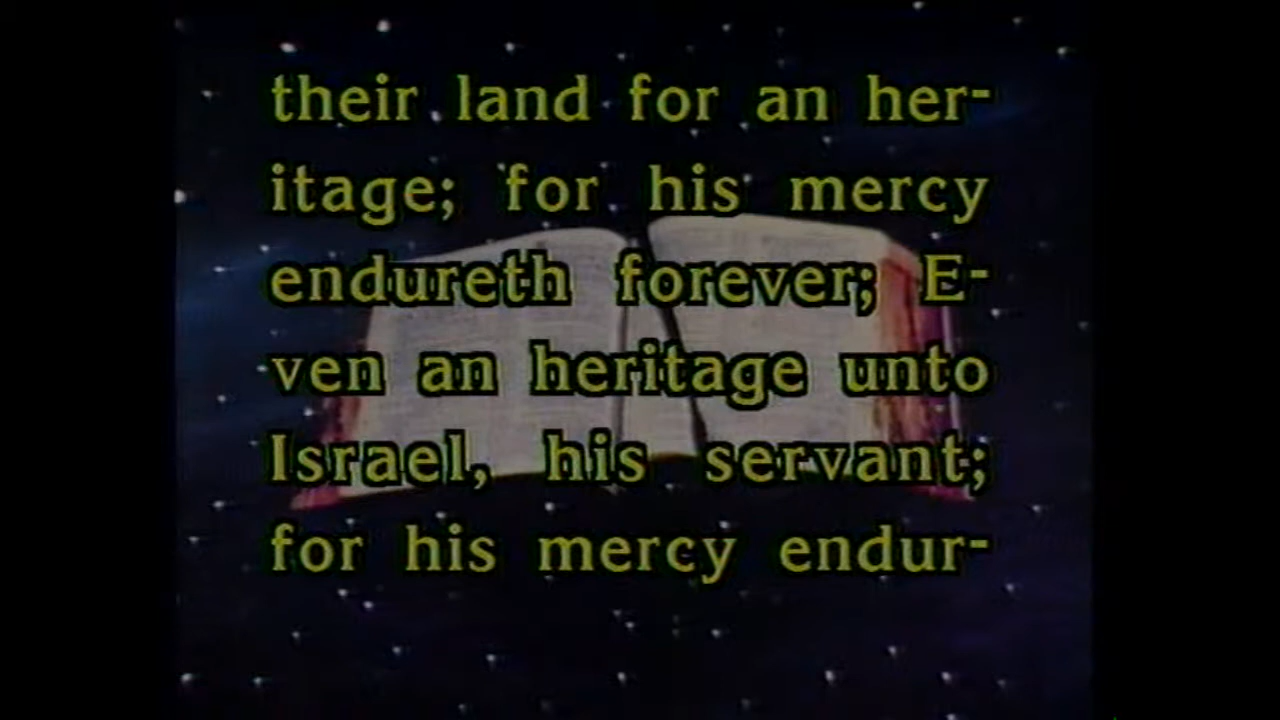 their land for an her-
itage; for his mercy
endureth forever; E-
ven an heritage unto
Israel, his servant;
for his mercy endur-